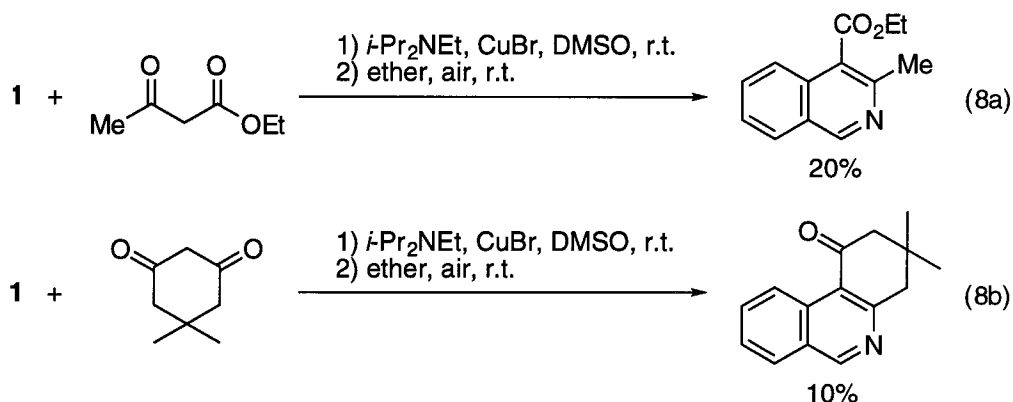 1) i-Pr2NEt, CuBr, DMSO, r.t.
2) ether, air, r.t.
1 +
O O
Me OEt
CO2Et
Me
N
20%
(8a)
1) i-Pr2NEt, CuBr, DMSO, r.t.
2) ether, air, r.t.
1 +
O O
O
N
10%
(8b)